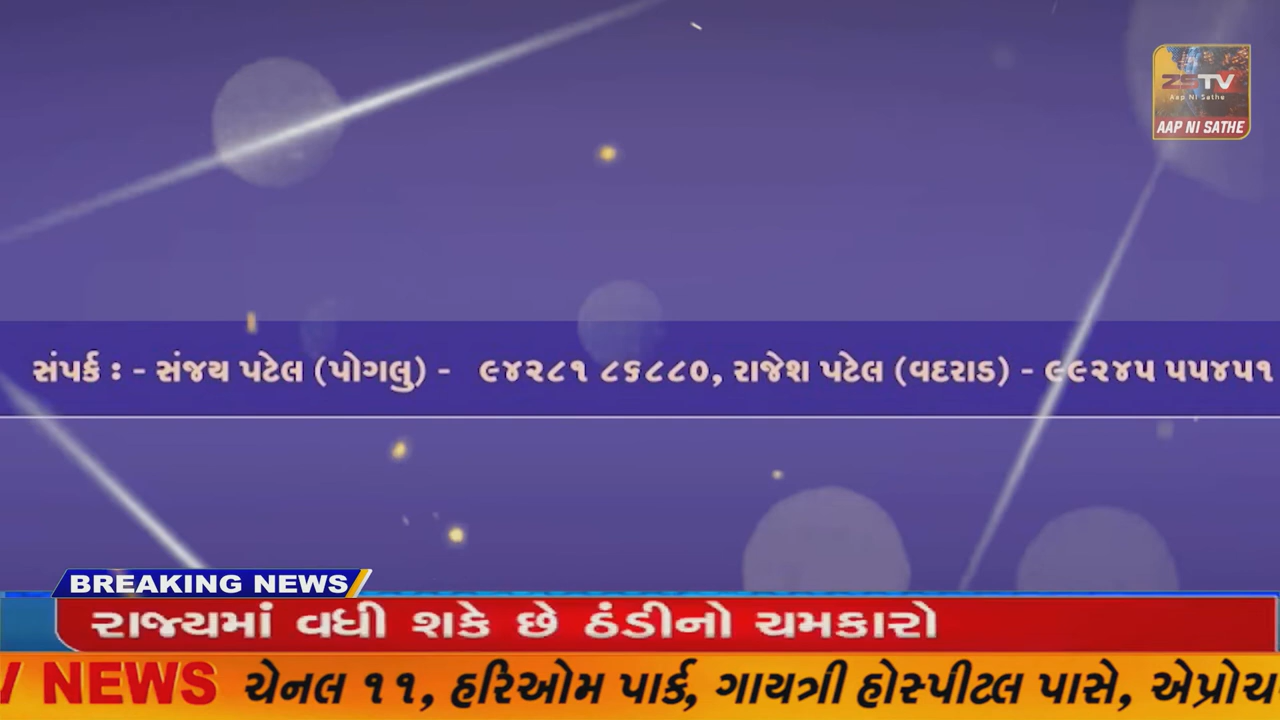 ZSTV
Aap Ni Sathe
AAP NI SATHE
સંપર્ક : - સંજય પટેલ (પોગલુ) - ૯૪૨૮૧ ૮૬૮૮૦, રાજેશ પટેલ (વદરાડ) - ૯૯૨૪૫ ૫૫૪૫૧
BREAKING NEWS
રાજ્યમાં વધી શકે છે ઠંડીનો ચમકારો
V NEWS ચેનલ ૧૧, હરિઓમ પાર્ક, ગાયત્રી હોસ્પીટલ પાસે, એપ્રોચ